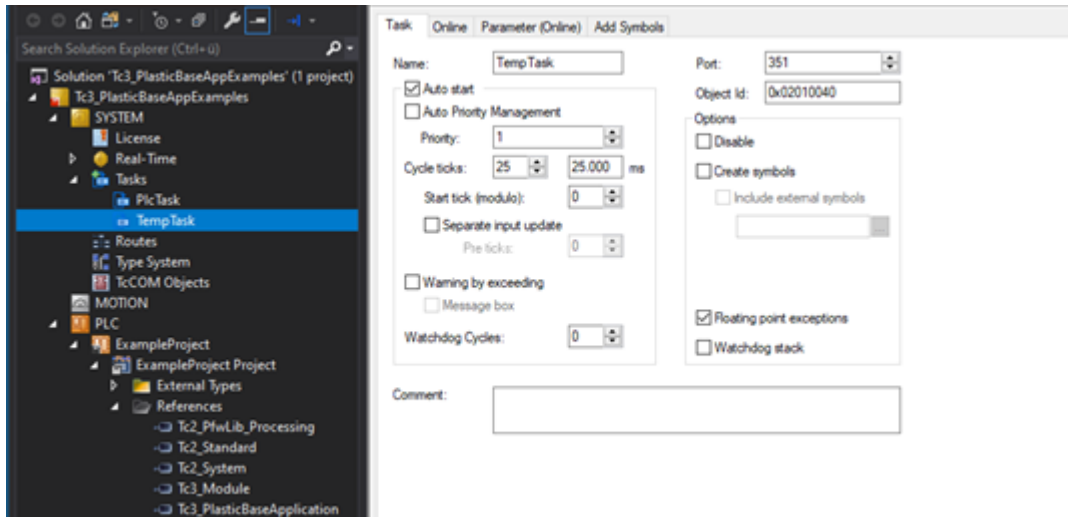 Search Solution Explorer (Ctrl+ü)
Solution 'Tc3_PlasticBaseAppExamples' (1 project)
Tc3_PlasticBaseAppExamples
SYSTEM
License
Real-Time
Tasks
PlcTask
TempTask
Routes
Type System
TcCOM Objects
MOTION
PLC
ExampleProject
ExampleProject Project
External Types
References
Tc2_PfwLib_Processing
Tc2_Standard
Tc2_System
Tc3_Module
Tc3_PlasticBaseApplication
Task Online Parameter (Online) Add Symbols
Name: TempTask
Auto start
Auto Priority Management
Priority: 1
Cycle ticks: 25 25.000 ms
Start tick (modulo): 0
Separate input update
Pre ticks: 0
Warning by exceeding
Message box
Watchdog Cycles: 0
Port: 351
Object Id: 0x02010040
Options
Disable
Create symbols
Include external symbols
...
Floating point exceptions
Watchdog stack
Comment: